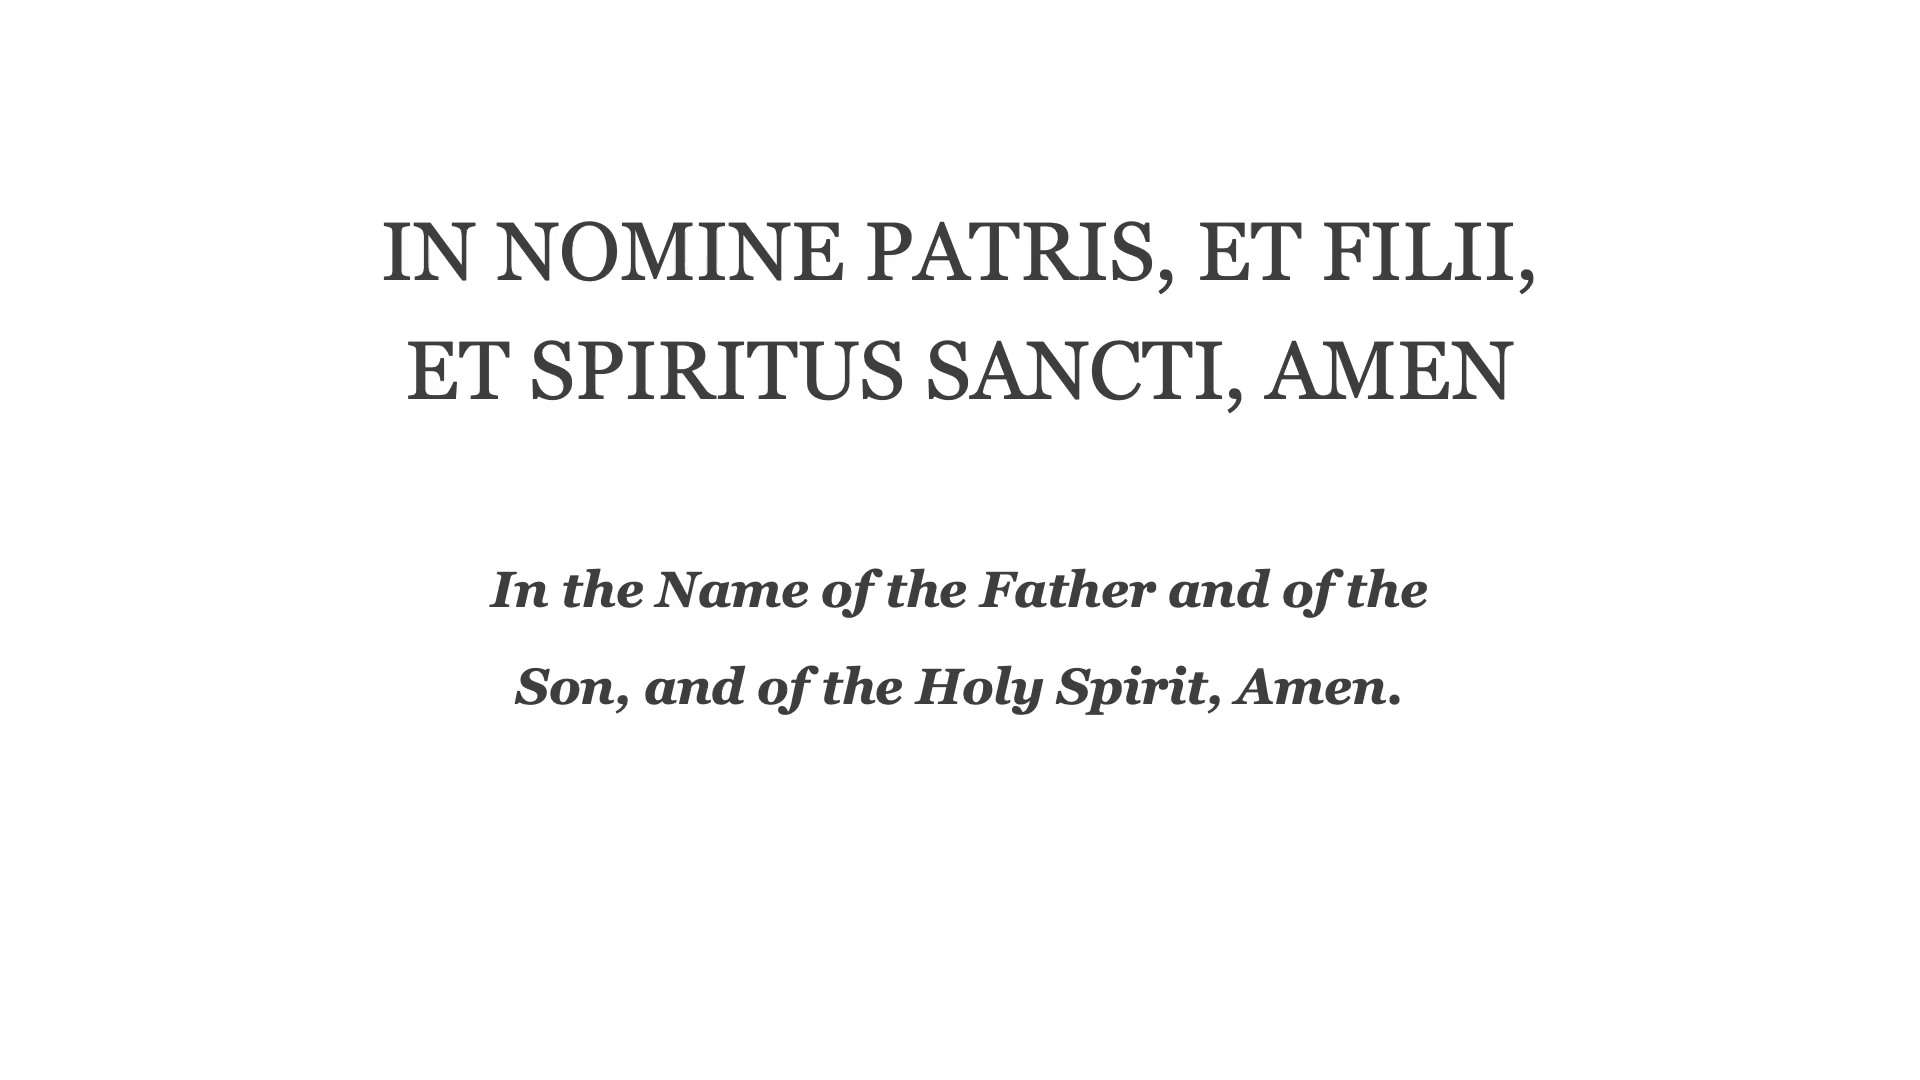 IN NOMINE PATRIS, ET FILII,
ET SPIRITUS SANCTI, AMEN
In the Name of the Father and of the
Son, and of the Holy Spirit, Amen.